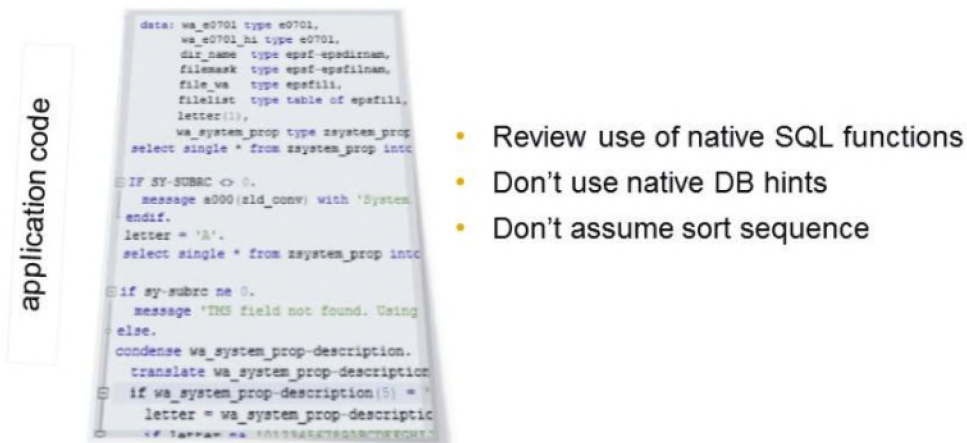 application code
data: wa_e0701 type e0701,
wa_e0701_hi type e0701,
dir_name type epsf-epsdirnam,
filemask type epsf-epsfilnam,
file_wa type epsfili,
filelist type table of epsfili,
letter(1),
wa_system_prop type zsystem_prop
select single * from zsystem_prop into
IF SY-SUBRC <> 0.
message a000(zld_conv) with 'System
endif.
letter = 'A'.
select single * from zsystem_prop into
if sy-subrc ne 0.
message 'TMS field not found. Using
else.
condense wa_system_prop-description.
translate wa_system_prop-description
if wa_system_prop-description(5) = '
letter = wa_system_prop-descriptio
if letter na
• Review use of native SQL functions
• Don't use native DB hints
• Don't assume sort sequence